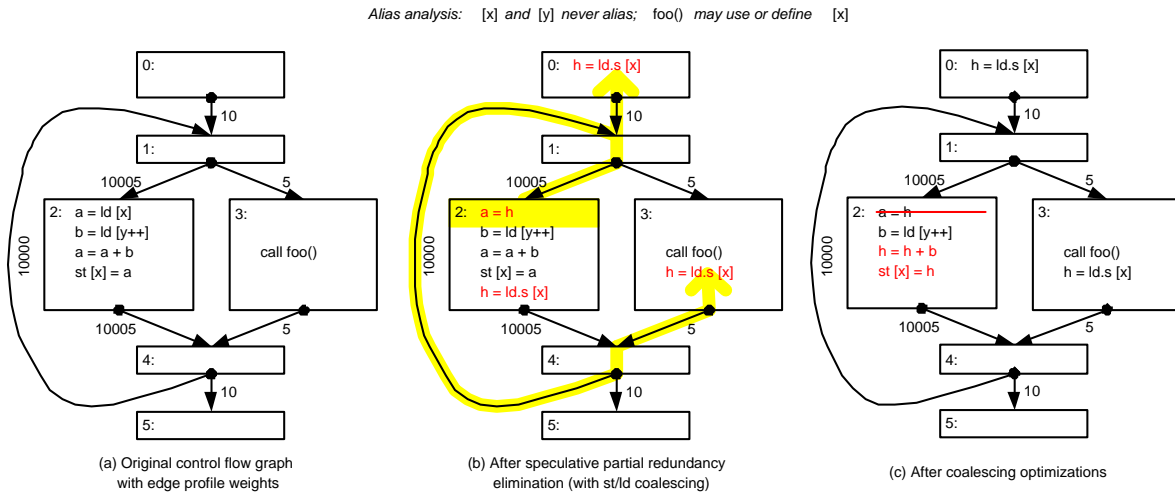 Alias analysis: [x] and [y] never alias; foo() may use or define [x]
0:
10
1:
10005
5
2: a = ld [x]
b = ld [y++]
a = a + b
st [x] = a
3:
call foo()
10000
10005
5
4:
10
5:
(a) Original control flow graph
with edge profile weights
0: h = ld.s [x]
10
1:
10005
5
2: a = h
b = ld [y++]
a = a + b
st [x] = a
h = ld.s [x]
3:
call foo()
h = ld.s [x]
10000
10005
5
4:
10
5:
(b) After speculative partial redundancy
elimination (with st/ld coalescing)
0: h = ld.s [x]
10
1:
10005
5
2: a = h
b = ld [y++]
h = h + b
st [x] = h
3:
call foo()
h = ld.s [x]
10000
10005
5
4:
10
5:
(c) After coalescing optimizations